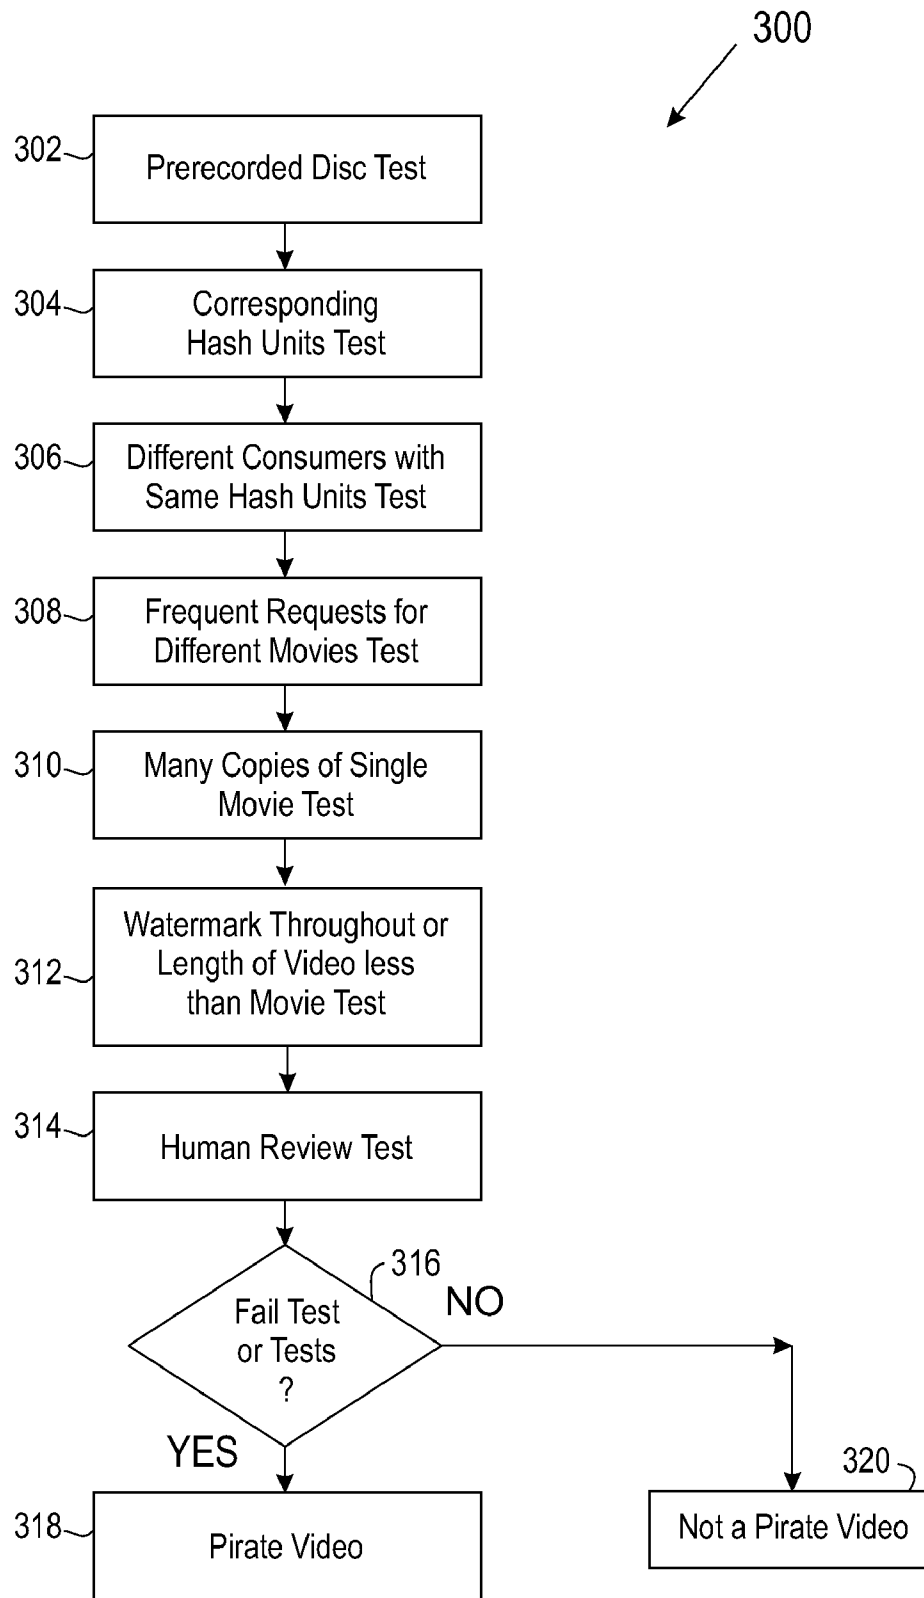 300
302
Prerecorded Disc Test
304
Corresponding
Hash Units Test
306
Different Consumers with
Same Hash Units Test
308
Frequent Requests for
Different Movies Test
310
Many Copies of Single
Movie Test
312
Watermark Throughout or
Length of Video less
than Movie Test
314
Human Review Test
316
Fail Test
or Tests
?
NO
YES
318
Pirate Video
320
Not a Pirate Video